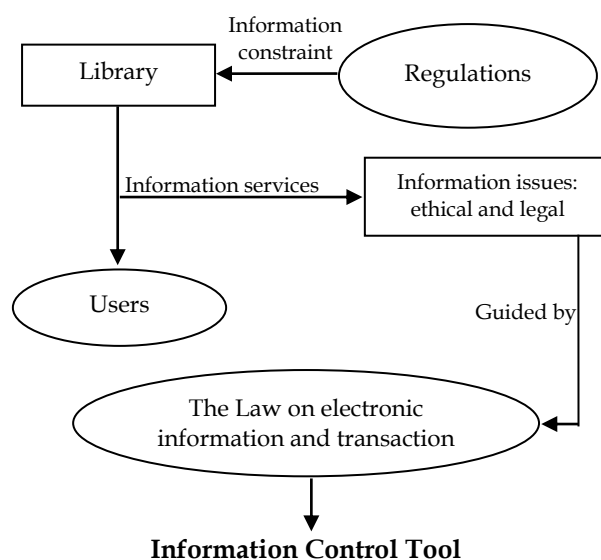 Information
constraint
Library
Regulations
Information services
Information issues:
ethical and legal
Users
Guided by
The Law on electronic
information and transaction
Information Control Tool